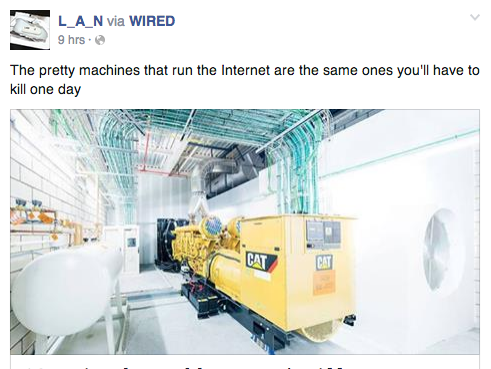 L_A_N via WIRED
9 hrs ·
The pretty machines that run the Internet are the same ones you'll have to
kill one day
CAT
CAT